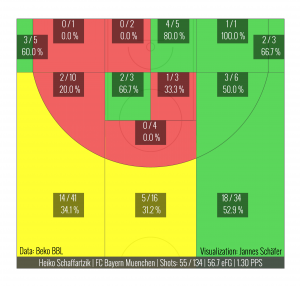 0 / 1 0 / 2 4 / 5 1 / 1
0.0 % 0.0 % 80.0 % 100.0 %
3 / 5 2 / 3
60.0 % 66.7 %
2 / 10 2 / 3 1 / 3 3 / 6
20.0 % 66.7 % 33.3 % 50.0 %
0 / 4
0.0 %
14 / 41 5 / 16 18 / 34
34.1 % 31.2 % 52.9 %
Data: Beko BBL Visualization: Jannes Schäfer
Heiko Schaffartzik | FC Bayern Muenchen | Shots: 55 / 134 | 56.7 eFG | 1.30 PPS